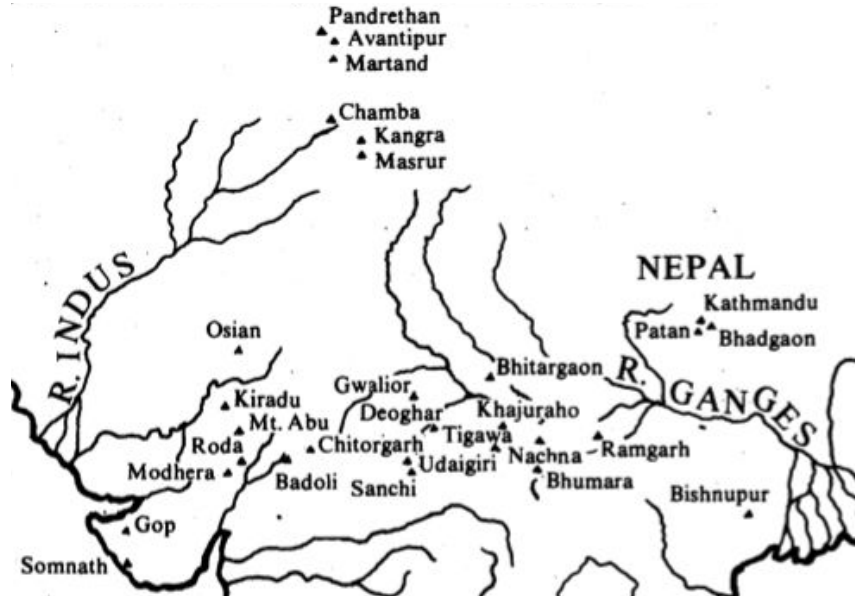 Pandrethan
Avantipur
Martand
Chamba
Kangra
Masrur
R. INDUS
NEPAL
Kathmandu
Patan
Bhadgaon
Osian
Bhitargaon
R. GANGES
Gwalior
Kiradu
Deoghar
Khajuraho
Mt. Abu
Roda
Chitorgarh
Tigawa
Modhera
Badoli
Udaigiri
Nachna
Ramgarh
Sanchi
Bhumara
Bishnupur
Gop
Somnath